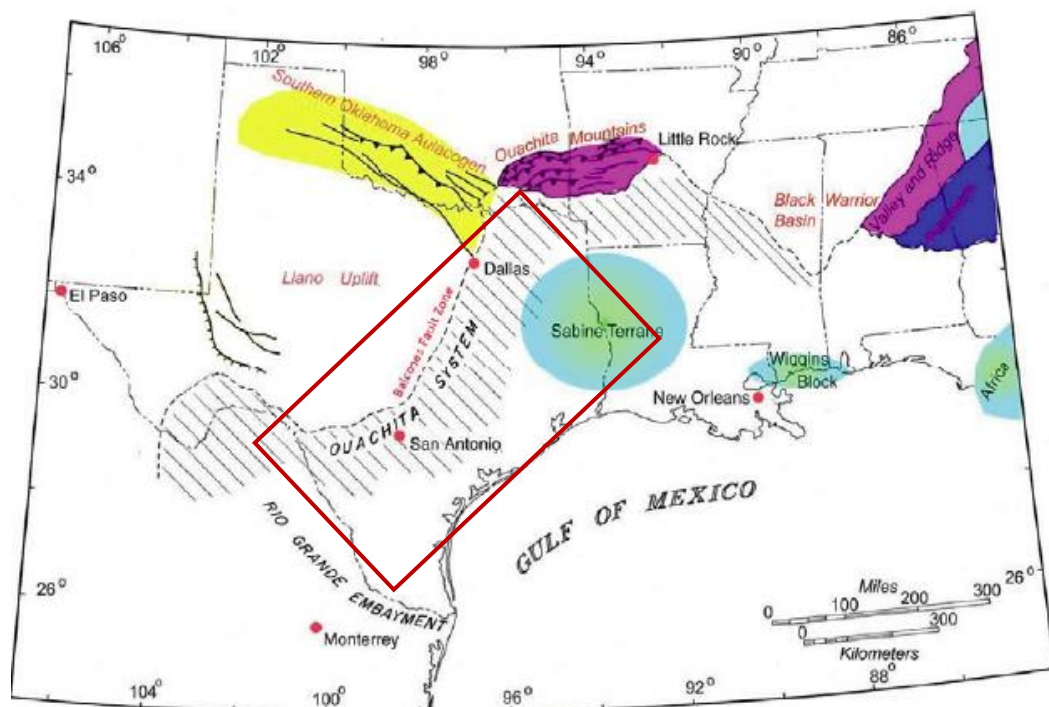 106°
102°
98°
94°
90°
86°
Southern Oklahoma Aulacogen
Ouachita Mountains
Little Rock
34°
Black Warrior
Basin
Valley and Ridge
Llano Uplift
Dallas
El Paso
Balcones Fault Zone
OUACHITA SYSTEM
Sabine Terrane
Wiggins
Block
Africa
30°
New Orleans
San Antonio
GULF OF MEXICO
RIO GRANDE EMBAYMENT
26°
26°
Miles
0 100 200 300
0 300
Kilometers
Monterrey
104°
100°
96°
92°
88°